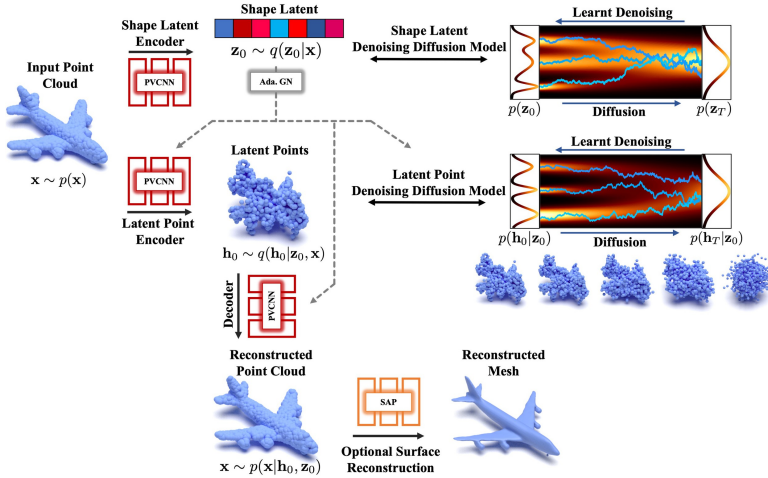 Shape Latent
Encoder
PVCNN
Shape Latent
z₀ ∼ q(z₀|x)
Ada. GN
Shape Latent
Denoising Diffusion Model
Learnt Denoising
p(z₀)
Diffusion
p(z_T)
Input Point
Cloud
x ∼ p(x)
PVCNN
Latent Point
Encoder
Latent Points
h₀ ∼ q(h₀|z₀, x)
Latent Point
Denoising Diffusion Model
Learnt Denoising
p(h₀|z₀)
Diffusion
p(h_T|z₀)
Decoder
PVCNN
Reconstructed
Point Cloud
x ∼ p(x|h₀, z₀)
SAP
Optional Surface
Reconstruction
Reconstructed
Mesh